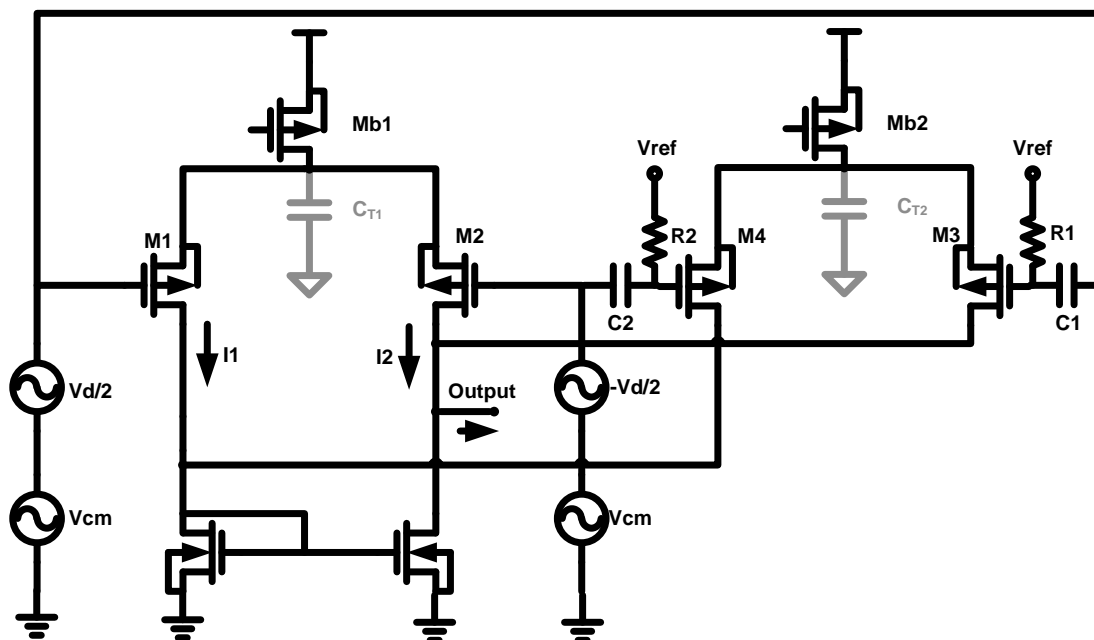 Mb1
Mb2
Vref
Vref
CT1
CT2
M1
M2
R2
M4
M3
R1
C2
C1
I1
I2
Vd/2
Output
-Vd/2
Vcm
Vcm